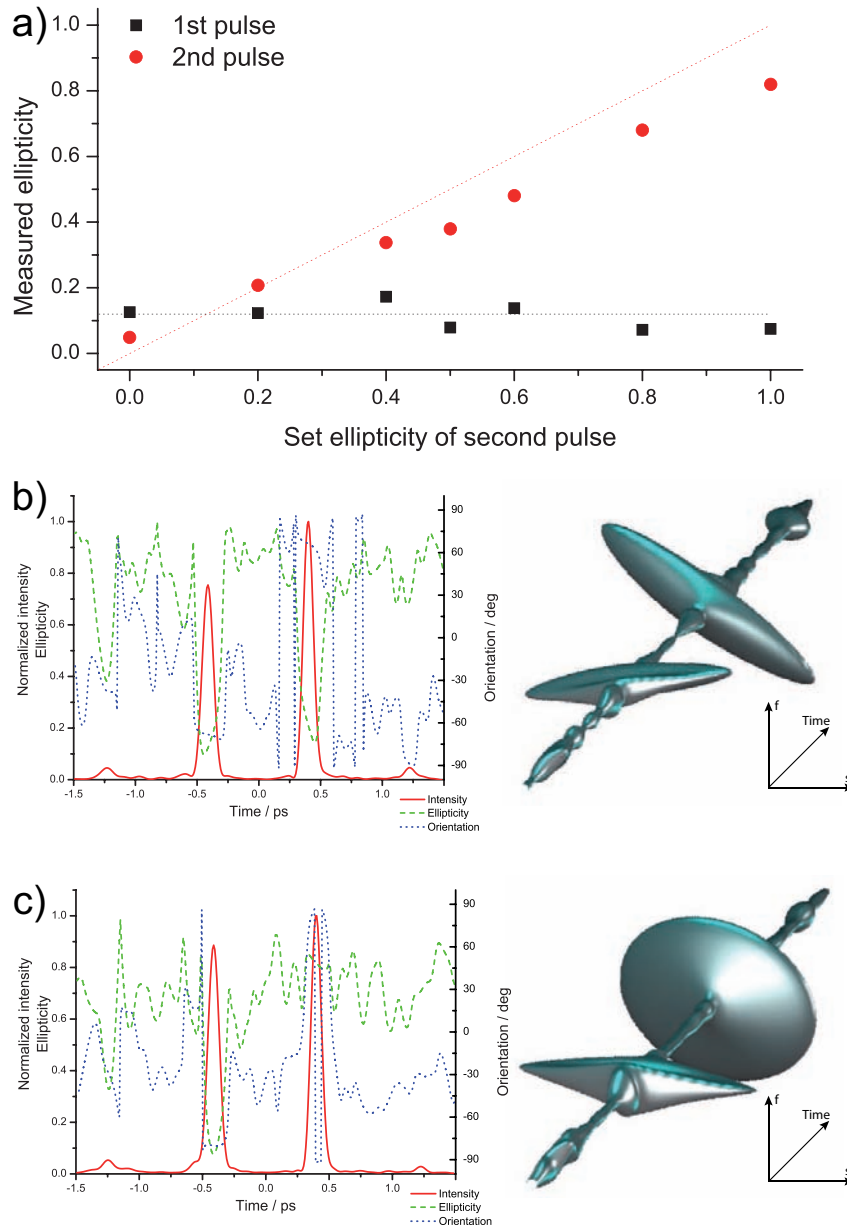 a)
1st pulse
2nd pulse
Measured ellipticity
1.0
0.8
0.6
0.4
0.2
0.0
0.0 0.2 0.4 0.6 0.8 1.0
Set ellipticity of second pulse
b)
Normalized intensity
Ellipticity
1.0
0.8
0.6
0.4
0.2
0.0
90
60
30
0
-30
-60
-90
Orientation / deg
-1.5 -1.0 -0.5 0.0 0.5 1.0
Time / ps
Intensity
Ellipticity
Orientation
f
Time
c)
Normalized intensity
Ellipticity
1.0
0.8
0.6
0.4
0.2
0.0
90
60
30
0
-30
-60
-90
Orientation / deg
-1.5 -1.0 -0.5 0.0 0.5 1.0
Time / ps
Intensity
Ellipticity
Orientation
f
Time